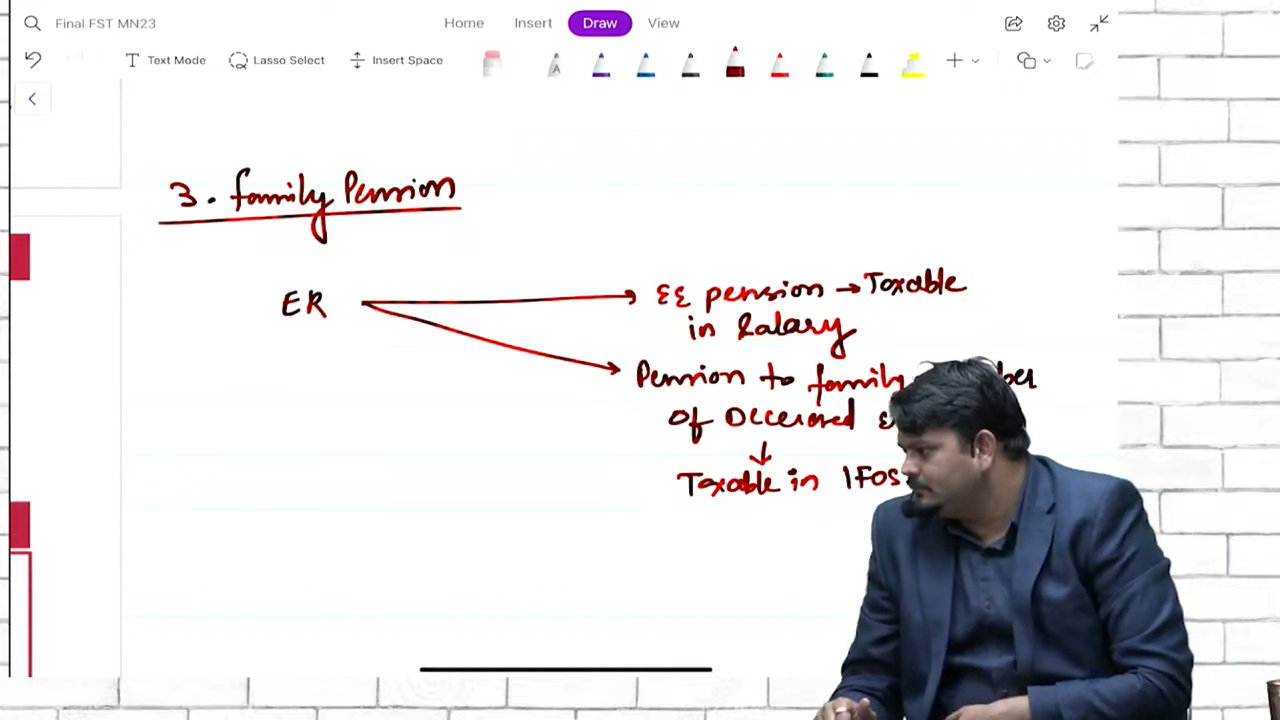 Final FST MN23
Home Insert Draw View
Text Mode Lasso Select Insert Space
3. Family Pension
ER
EE pension → Taxable
in Salary
Pension to family
of Deceased
↓
Taxable in IFOS